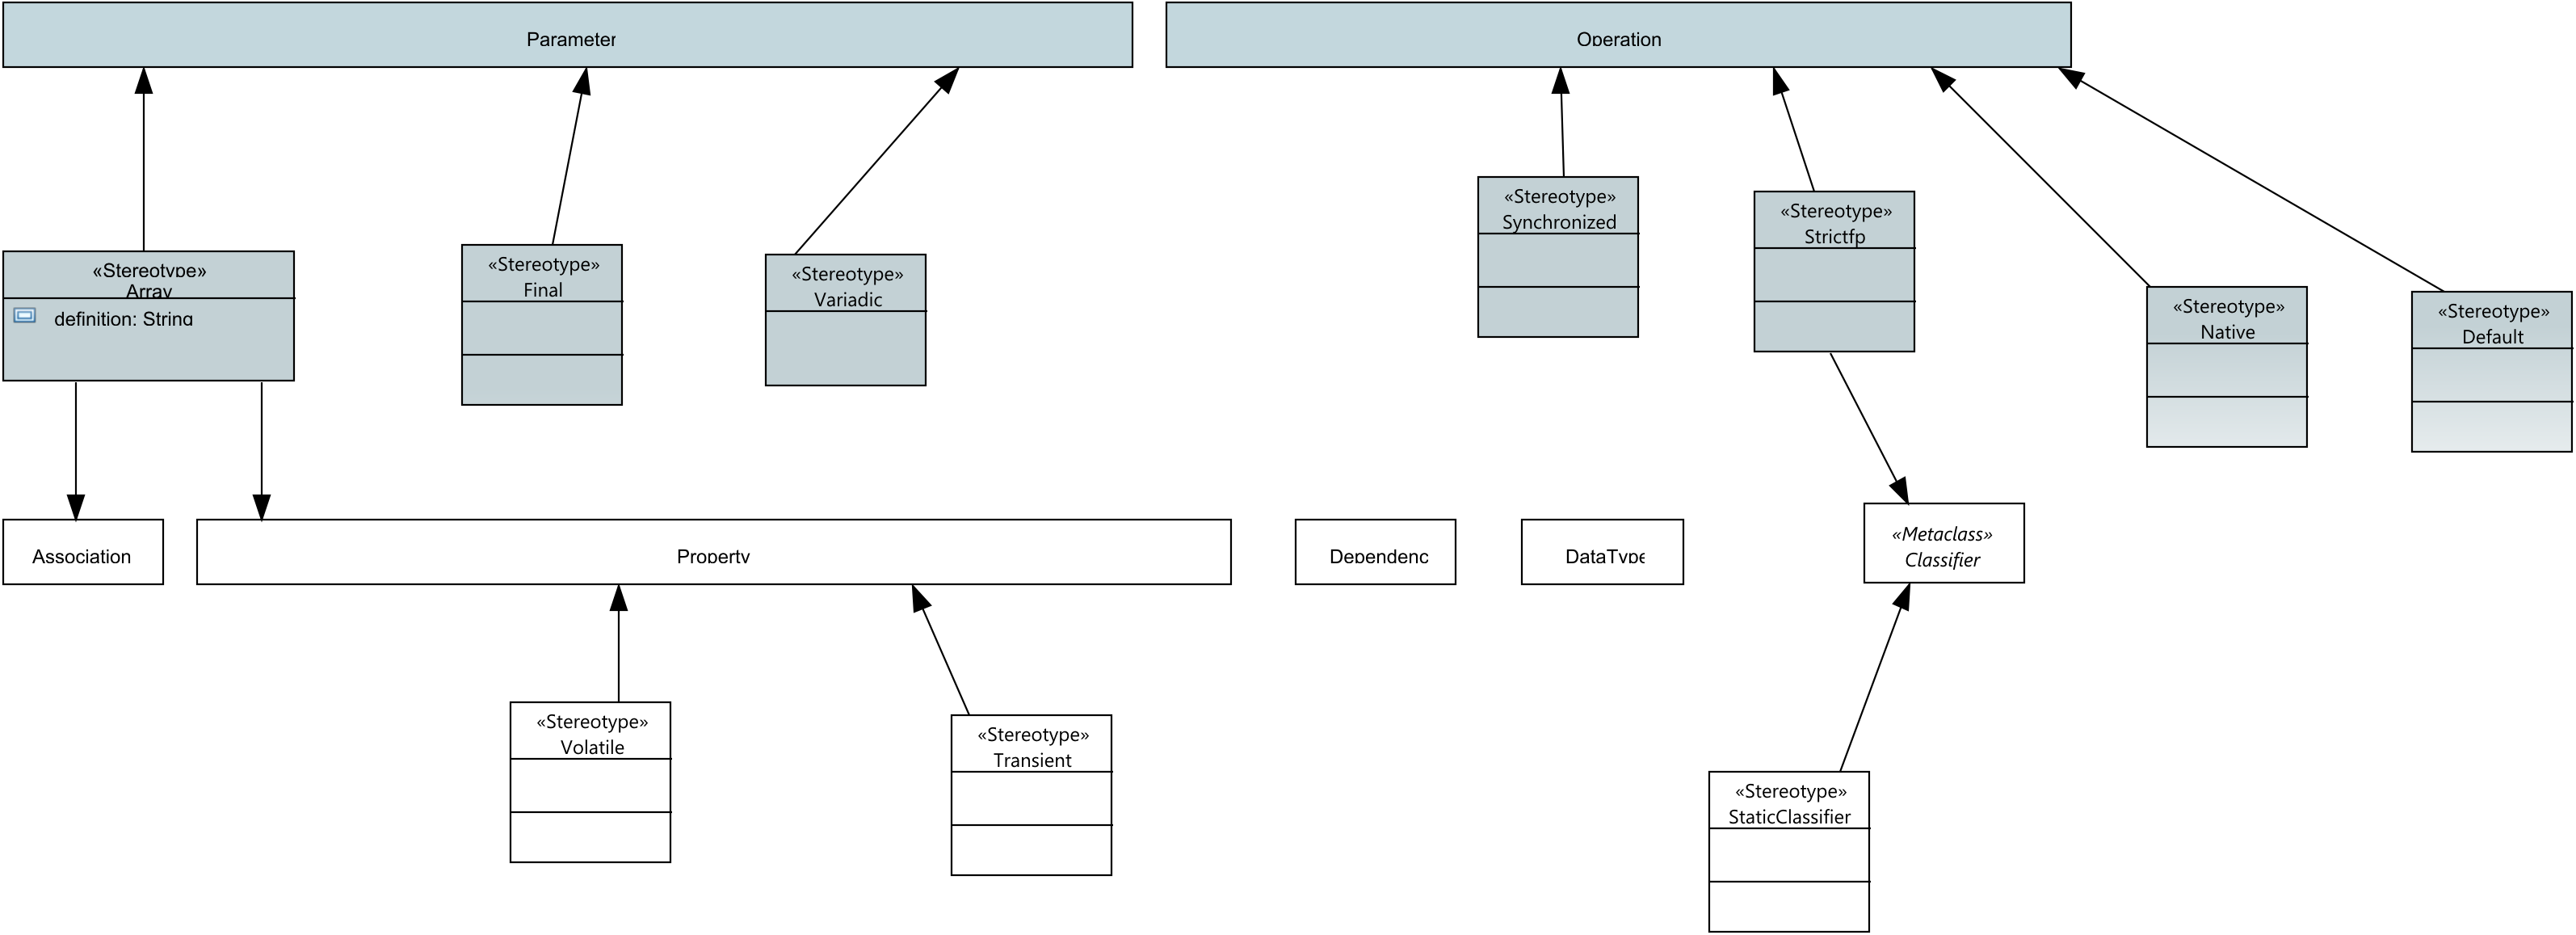 Parameter
Operation
«Stereotype»
Synchronized
«Stereotype»
Strictfp
«Stereotype»
Array
definition: String
«Stereotype»
Final
«Stereotype»
Variadic
«Stereotype»
Native
«Stereotype»
Default
Association
Property
Dependenc
DataType
«Metaclass»
Classifier
«Stereotype»
Volatile
«Stereotype»
Transient
«Stereotype»
StaticClassifier